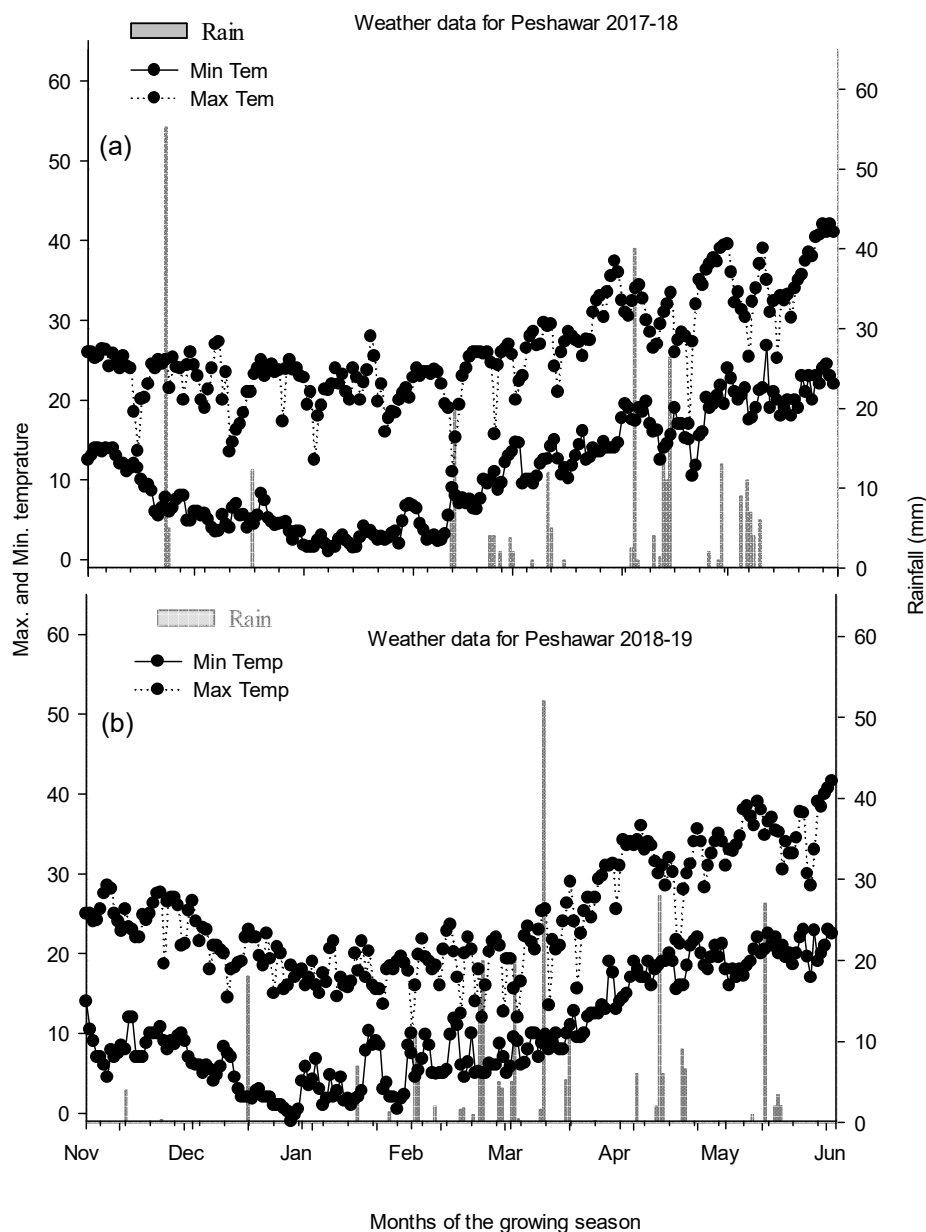 Weather data for Peshawar 2017-18
Rain
Min Tem
Max Tem
(a)
60
50
40
30
20
10
0
60
50
40
30
20
10
0
Max. and Min. temprature
Rainfall (mm)
Weather data for Peshawar 2018-19
Rain
Min Temp
Max Temp
(b)
60
50
40
30
20
10
0
60
50
40
30
20
10
0
Nov Dec Jan Feb Mar Apr May Jun
Months of the growing season